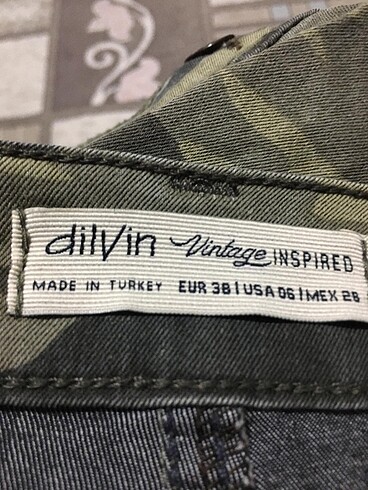 dilvin Vintage INSPIRED
MADE IN TURKEY EUR 38 | USA 06 | MEX 28